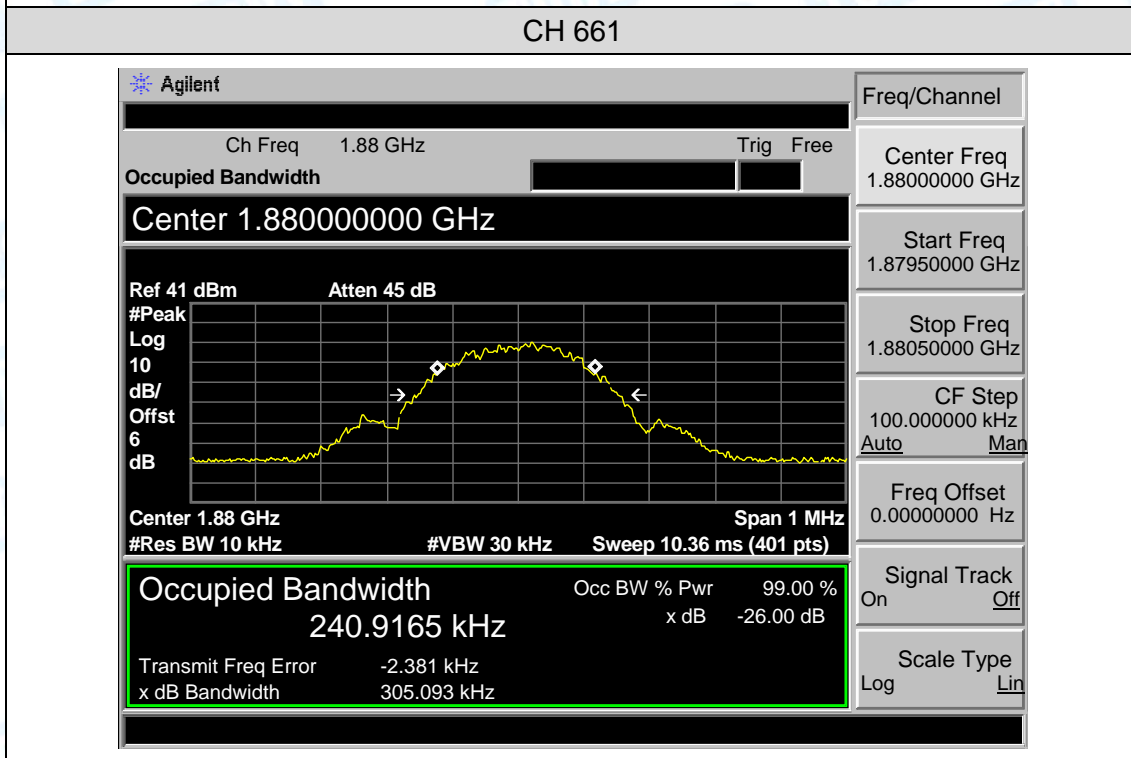 CH 661
Agilent
Freq/Channel
Ch Freq 1.88 GHz Trig Free
Occupied Bandwidth
Center 1.880000000 GHz
Ref 41 dBm Atten 45 dB
#Peak
Log
10
dB/
Offst
6
dB
Center 1.88 GHz Span 1 MHz
#Res BW 10 kHz #VBW 30 kHz Sweep 10.36 ms (401 pts)
Occupied Bandwidth Occ BW % Pwr 99.00 %
240.9165 kHz x dB -26.00 dB
Transmit Freq Error -2.381 kHz
x dB Bandwidth 305.093 kHz
Center Freq
1.88000000 GHz
Start Freq
1.87950000 GHz
Stop Freq
1.88050000 GHz
CF Step
100.000000 kHz
Auto Man
Freq Offset
0.00000000 Hz
Signal Track
On Off
Scale Type
Log Lin